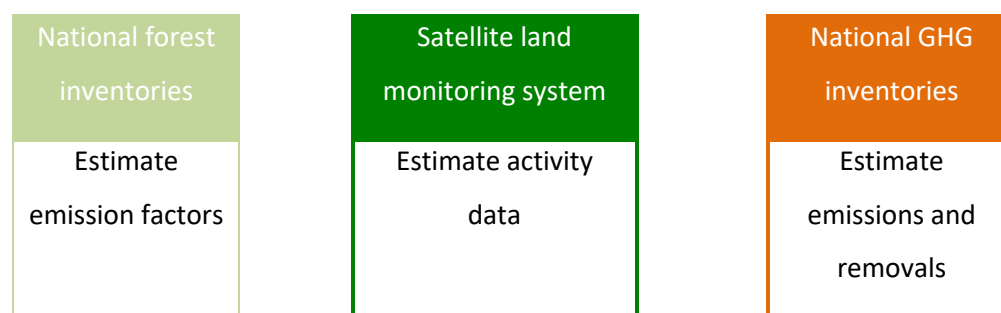 National forest
inventories
Estimate
emission factors
Satellite land
monitoring system
Estimate activity
data
National GHG
inventories
Estimate
emissions and
removals